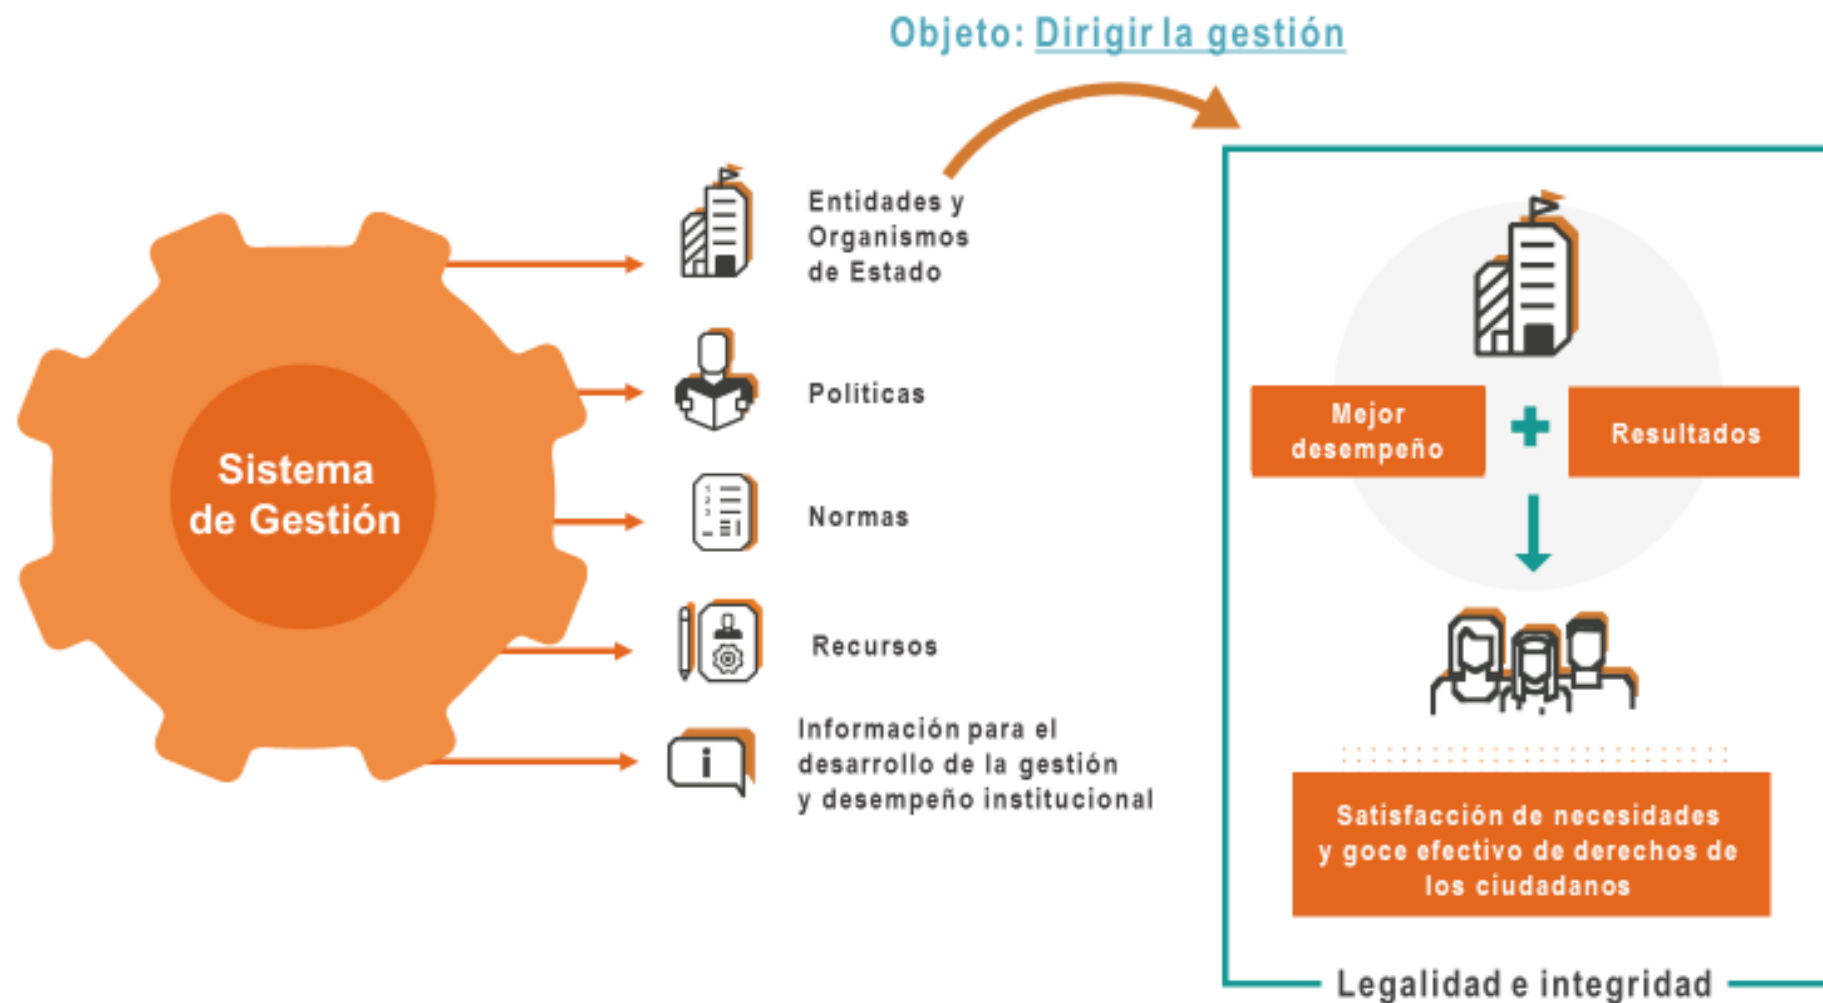 Objeto: Dirigir la gestión
Entidades y
Organismos
de Estado
Políticas
Normas
Recursos
Información para el
desarrollo de la gestión
y desempeño institucional
Sistema
de Gestión
Mejor
desempeño
Resultados
Satisfacción de necesidades
y goce efectivo de derechos de
los ciudadanos
Legalidad e integridad